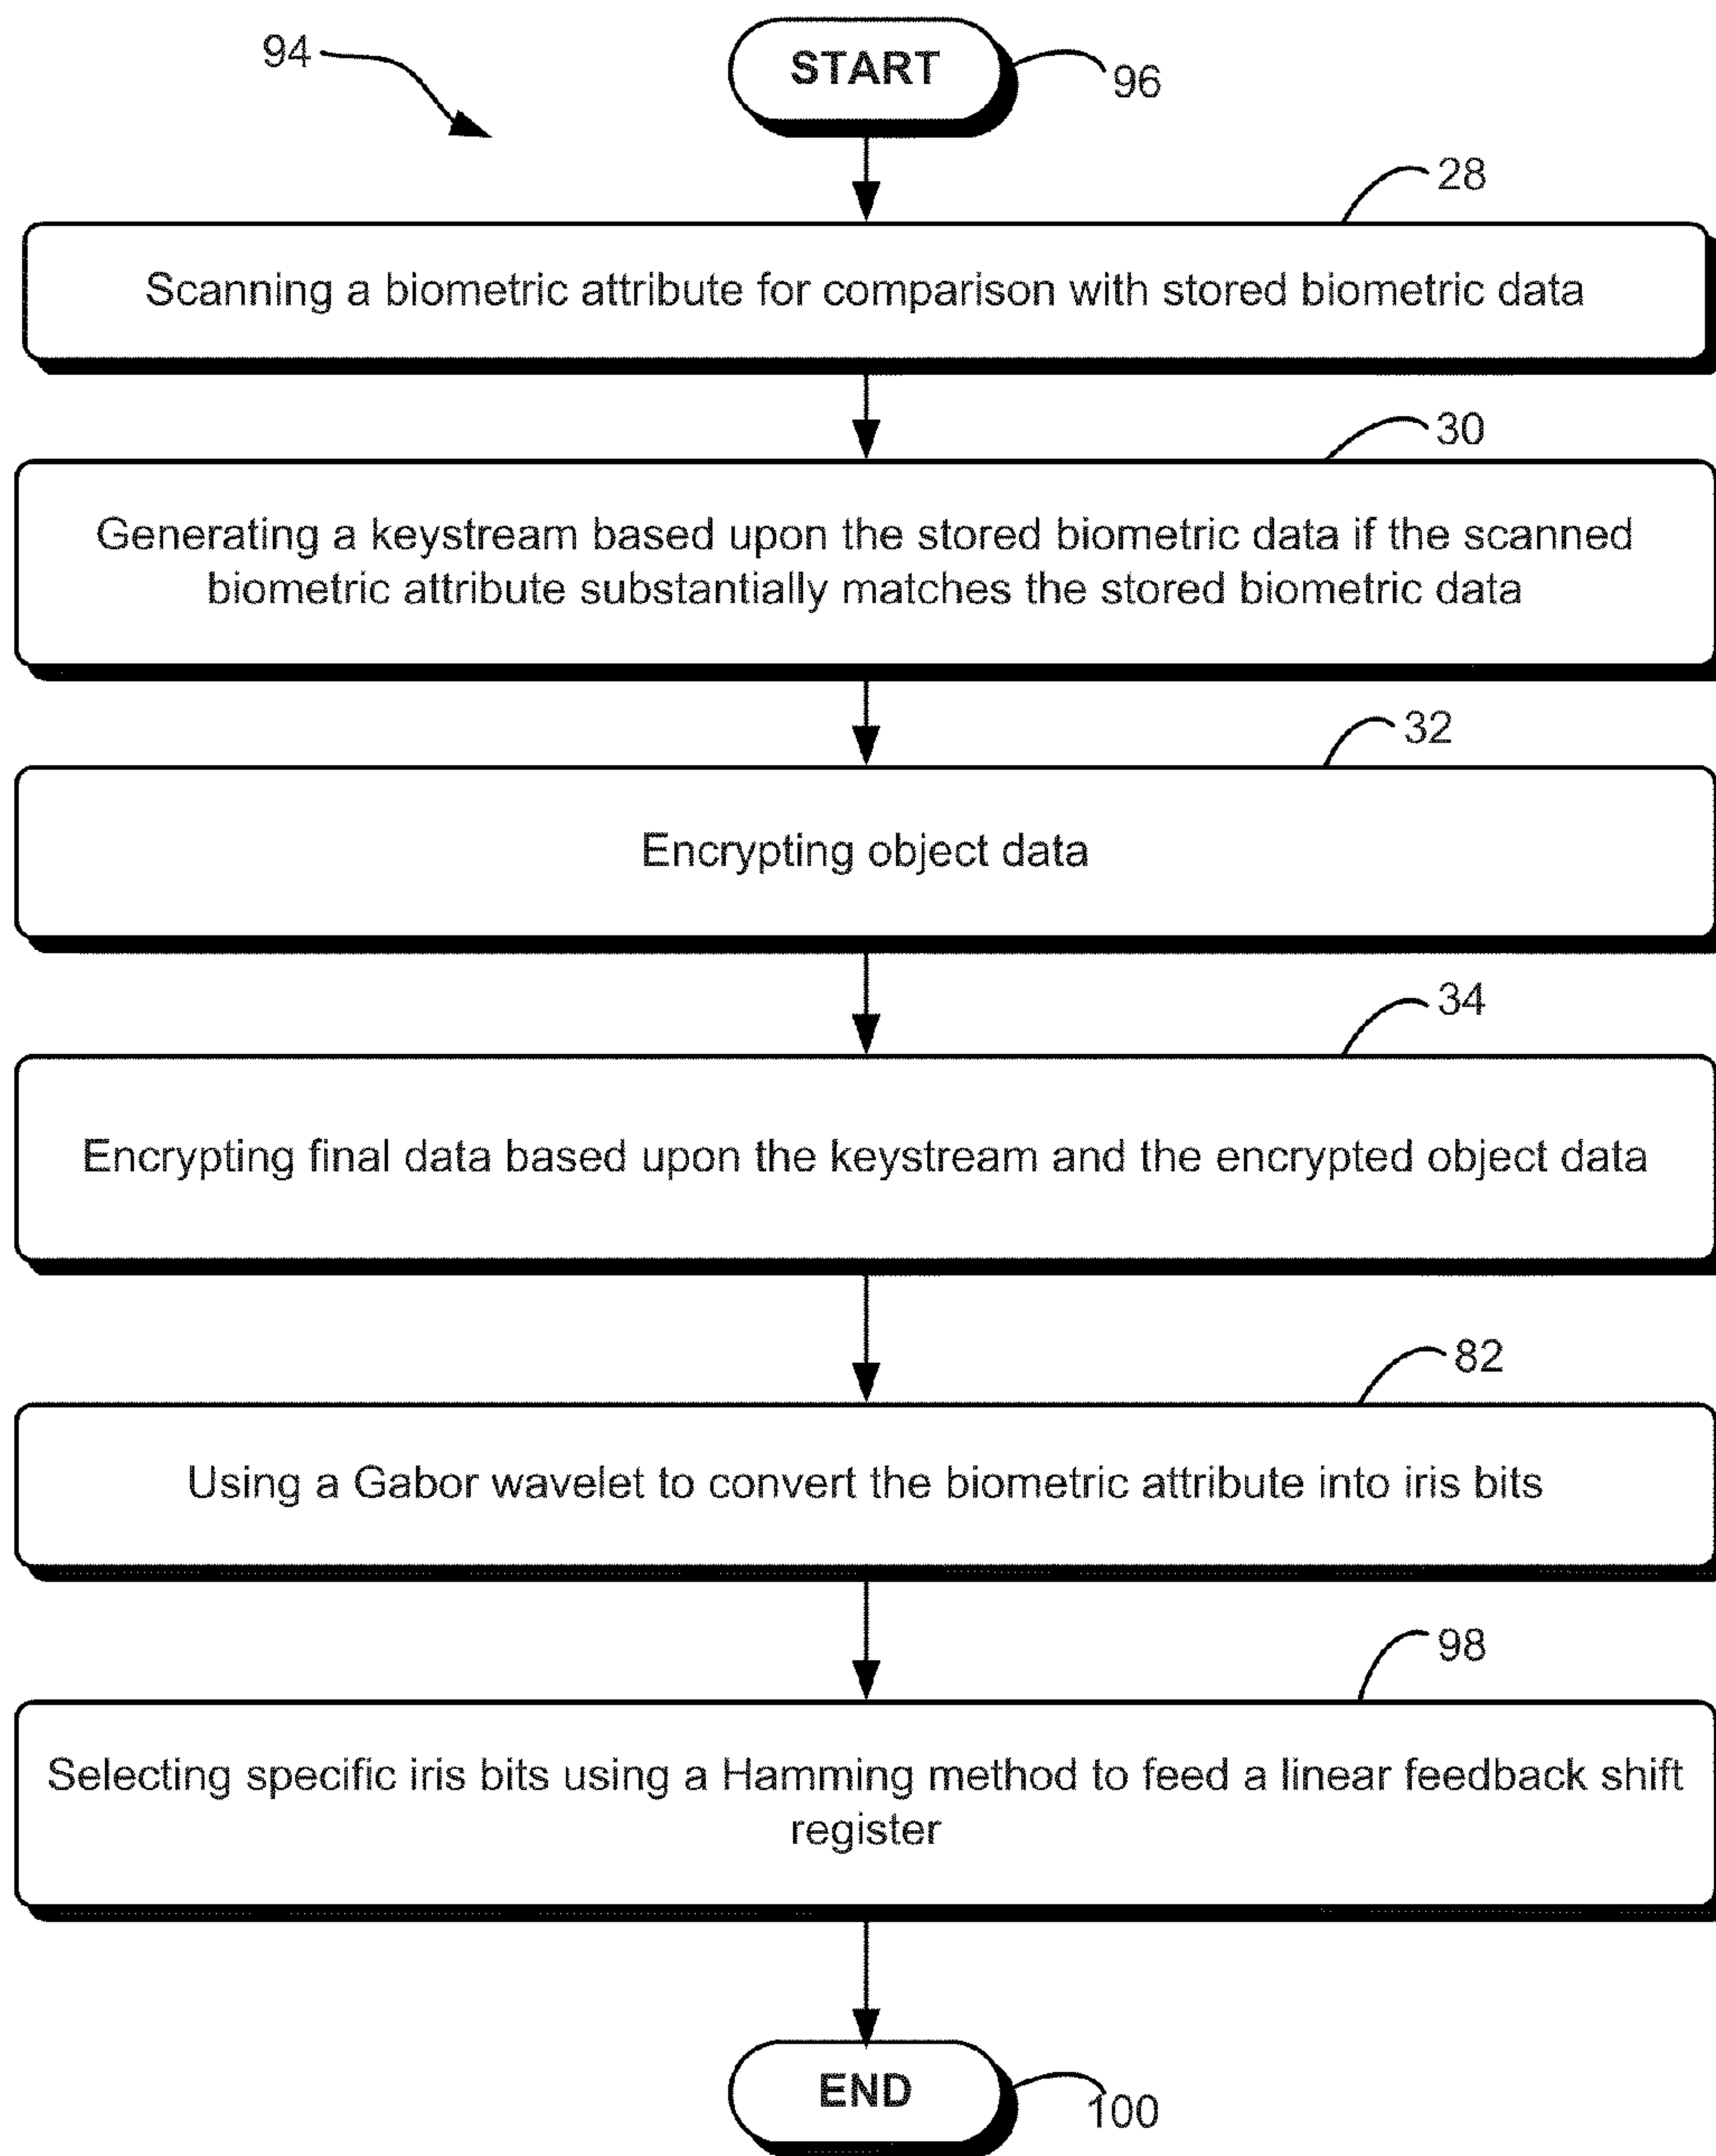 94
START
96
28
Scanning a biometric attribute for comparison with stored biometric data
30
Generating a keystream based upon the stored biometric data if the scanned
biometric attribute substantially matches the stored biometric data
32
Encrypting object data
34
Encrypting final data based upon the keystream and the encrypted object data
82
Using a Gabor wavelet to convert the biometric attribute into iris bits
98
Selecting specific iris bits using a Hamming method to feed a linear feedback shift
register
END
100